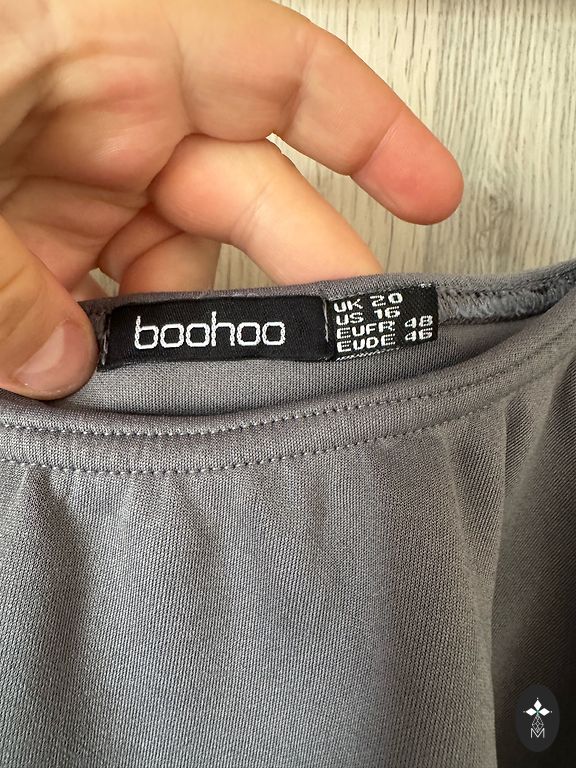 boohoo
UK 20
US 16
EUFR 48
EUDE 46
M